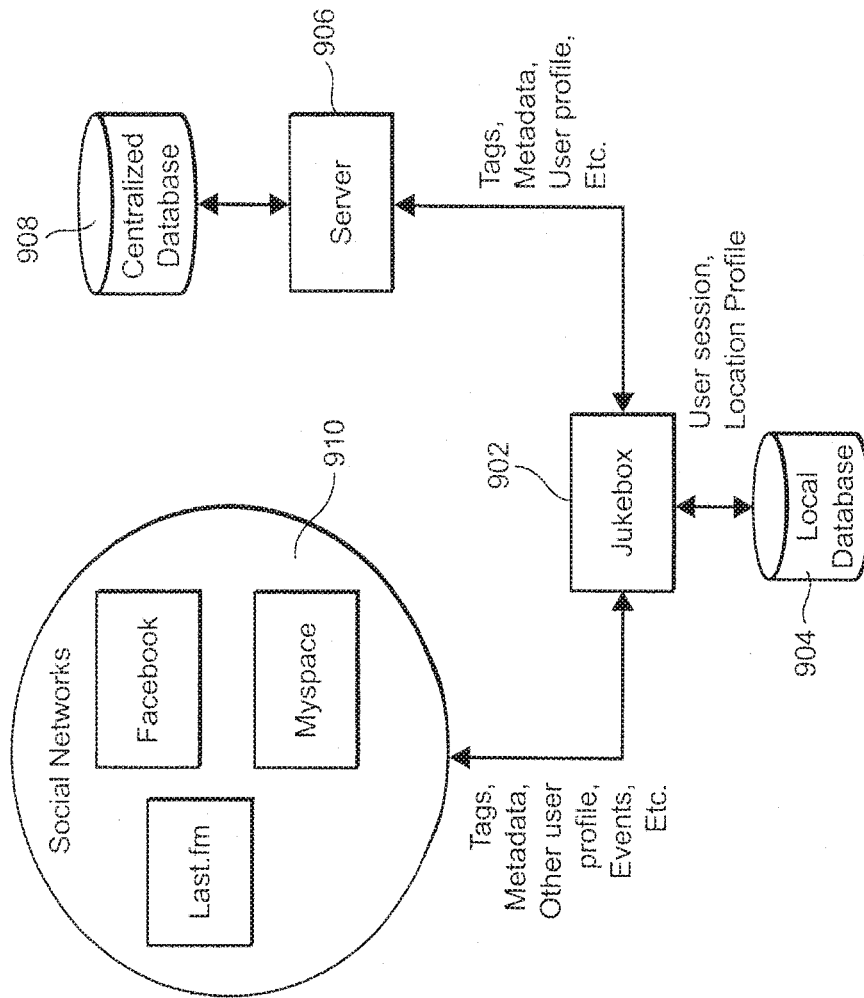 Social Networks
Last.fm
Facebook
Myspace
910
Tags,
Metadata,
Other user
profile,
Events,
Etc.
902
Jukebox
User session,
Location Profile
904
Local
Database
908
Centralized
Database
906
Server
Tags,
Metadata,
User profile,
Etc.